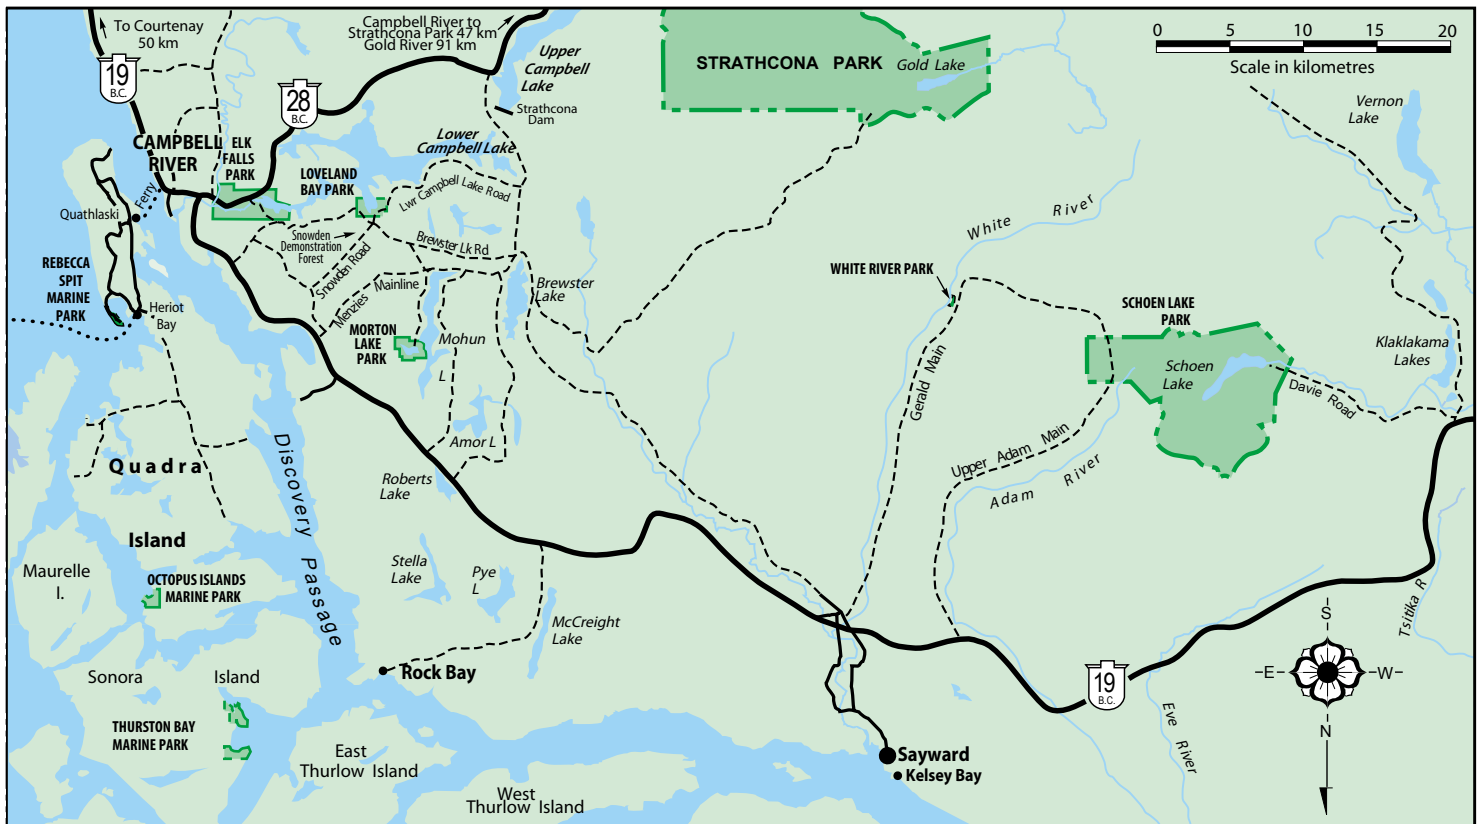 To Courtenay
50 km
Campbell River to
Strathcona Park 47 km
Gold River 91 km
19
B.C.
28
B.C.
Upper
Campbell
Lake
Strathcona
Dam
STRATHCONA PARK
Gold Lake
0 5 10 15 20
Scale in kilometres
Vernon
Lake
CAMPBELL
RIVER
ELK
FALLS
PARK
LOVELAND
BAY PARK
Lower
Campbell Lake
Lwr Campbell Lake Road
Ferry
Quathlaski
Snowden
Demonstration
Forest
Snowden Road
Brewster Lk Rd
White River
WHITE RIVER PARK
REBECCA
SPIT
MARINE
PARK
Heriot
Bay
Menzies Mainline
Brewster
Lake
MORTON
LAKE
PARK
Mohun
L
SCHOEN LAKE
PARK
Schoen
Lake
Klaklakama
Lakes
Davie Road
Gerald Main
Upper Adam Main
Adam River
Amor L
Roberts
Lake
Quadra
Island
Discovery Passage
Maurelle
I.
OCTOPUS ISLANDS
MARINE PARK
Stella
Lake
Pye
L
McCreight
Lake
Tsitika R
Rock Bay
Sonora Island
THURSTON BAY
MARINE PARK
East
Thurlow Island
West
Thurlow Island
Sayward
Kelsey Bay
19
B.C.
Eve River
S
E W
N